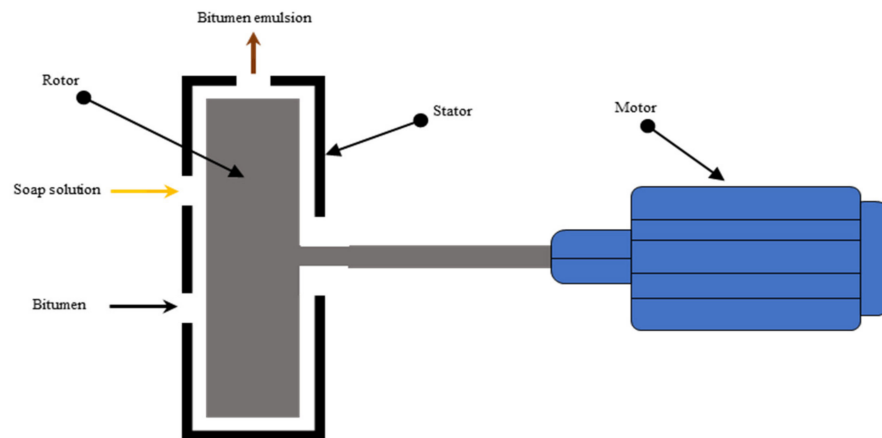 Bitumen emulsion
Rotor
Stator
Motor
Soap solution
Bitumen